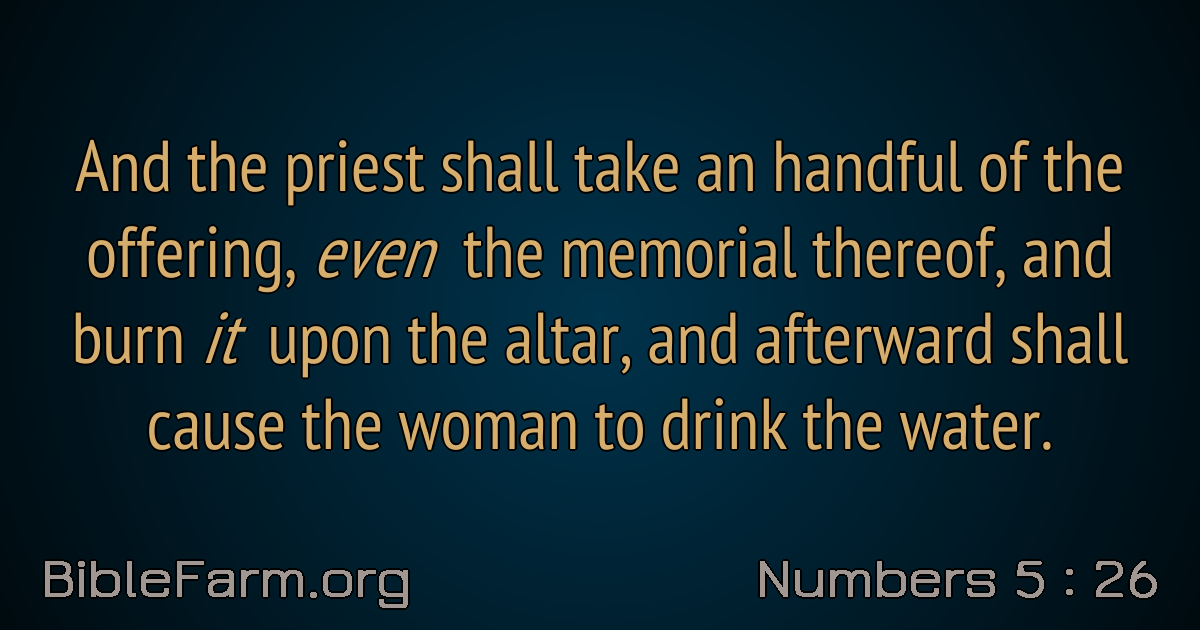 And the priest shall take an handful of the
offering, even the memorial thereof, and
burn it upon the altar, and afterward shall
cause the woman to drink the water.
BibleFarm.org
Numbers 5 : 26